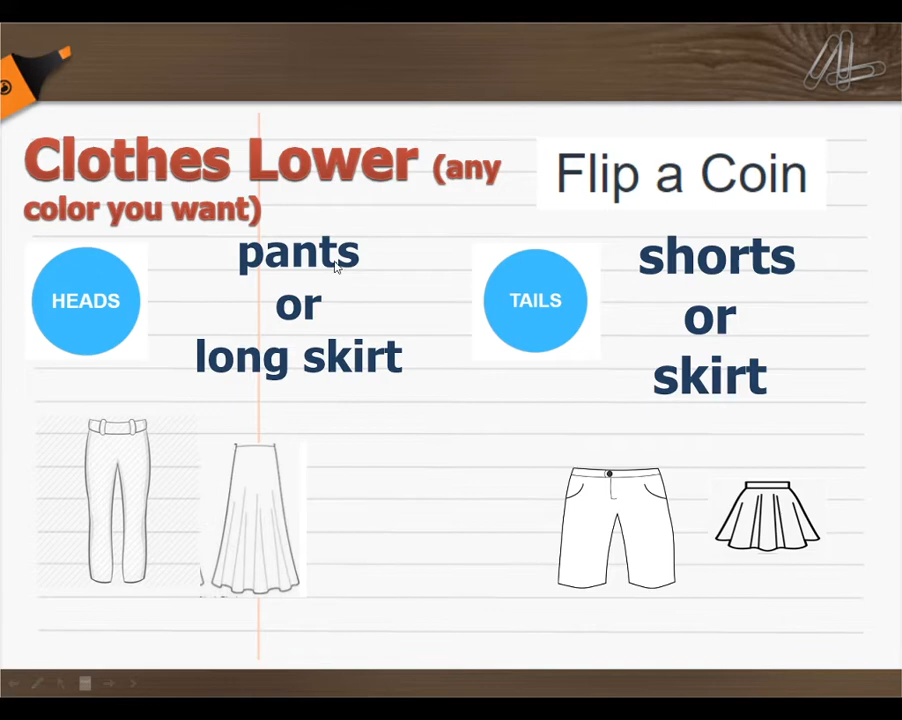 Clothes Lower (any
color you want)
Flip a Coin
HEADS
pants
or
long skirt
TAILS
shorts
or
skirt